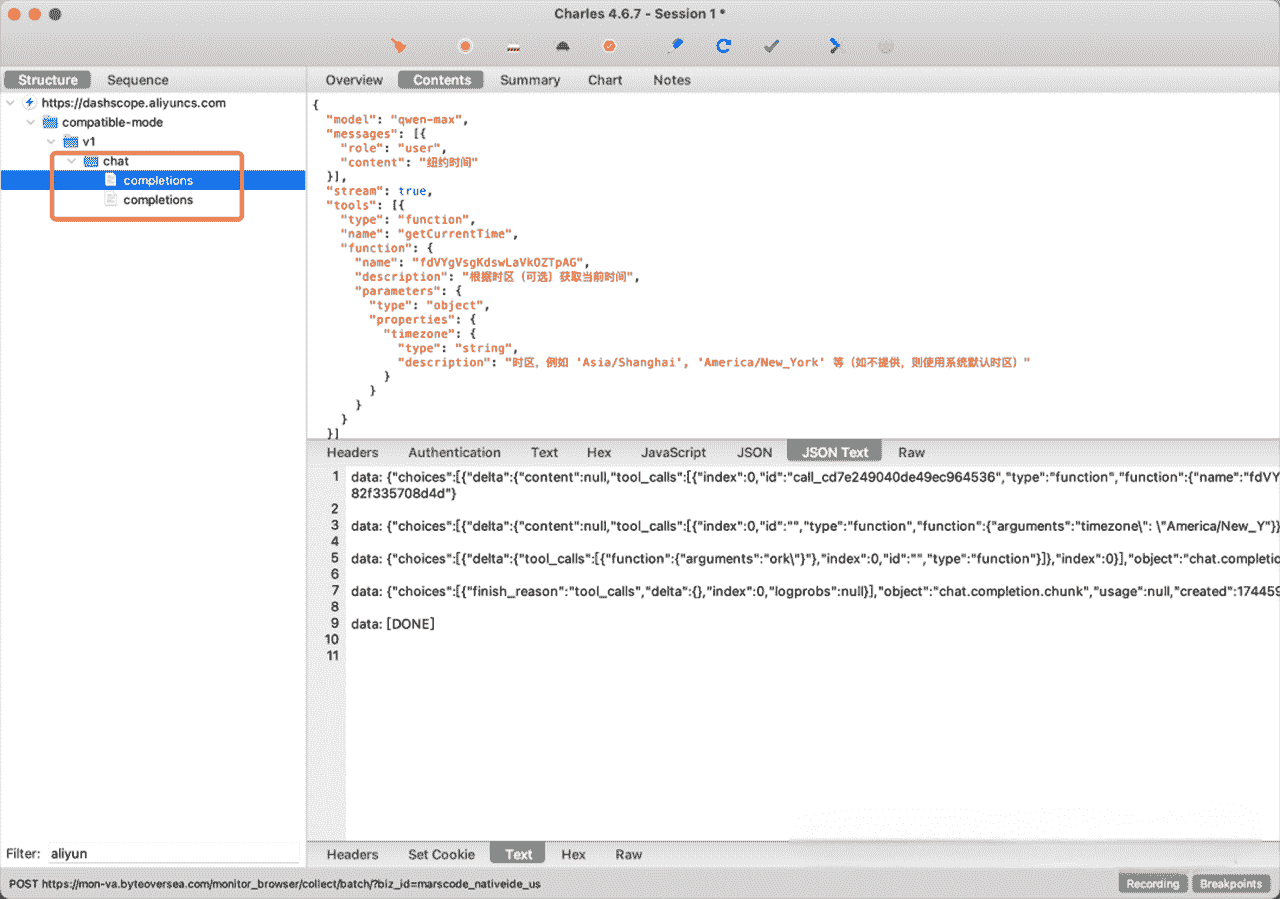 Charles 4.6.7 - Session 1 *
Structure Sequence
Overview Contents Summary Chart Notes
https://dashscope.aliyuncs.com
compatible-mode
v1
chat
completions
completions
{
"model": "qwen-max",
"messages": [{
"role": "user",
"content": "纽约时间"
}],
"stream": true,
"tools": [{
"type": "function",
"name": "getCurrentTime",
"function": {
"name": "fdVYgVsgKdswLaVkOZTpAG",
"description": "根据时区（可选）获取当前时间",
"parameters": {
"type": "object",
"properties": {
"timezone": {
"type": "string",
"description": "时区，例如 'Asia/Shanghai', 'America/New_York' 等（如不提供，则使用系统默认时区）"
}
}
}
}
}]
Headers Authentication Text Hex JavaScript JSON JSON Text Raw
1 data: {"choices":[{"delta":{"content":null,"tool_calls":[{"index":0,"id":"call_cd7e249040de49ec964536","type":"function","function":{"name":"fdVY
82f335708d4d"}
2
3 data: {"choices":[{"delta":{"content":null,"tool_calls":[{"index":0,"id":"","type":"function","function":{"arguments":"timezone\": \"America/New_Y"}}
4
5 data: {"choices":[{"delta":{"tool_calls":[{"function":{"arguments":"ork\"}"},"index":0,"id":"","type":"function"}]},"index":0}],"object":"chat.completio
6
7 data: {"choices":[{"finish_reason":"tool_calls","delta":{},"index":0,"logprobs":null}],"object":"chat.completion.chunk","usage":null,"created":174459
8
9 data: [DONE]
10
11
Filter: aliyun
Headers Set Cookie Text Hex Raw
POST https://mon-va.byteoversea.com/monitor_browser/collect/batch/?biz_id=marscode_nativeide_us
Recording Breakpoints